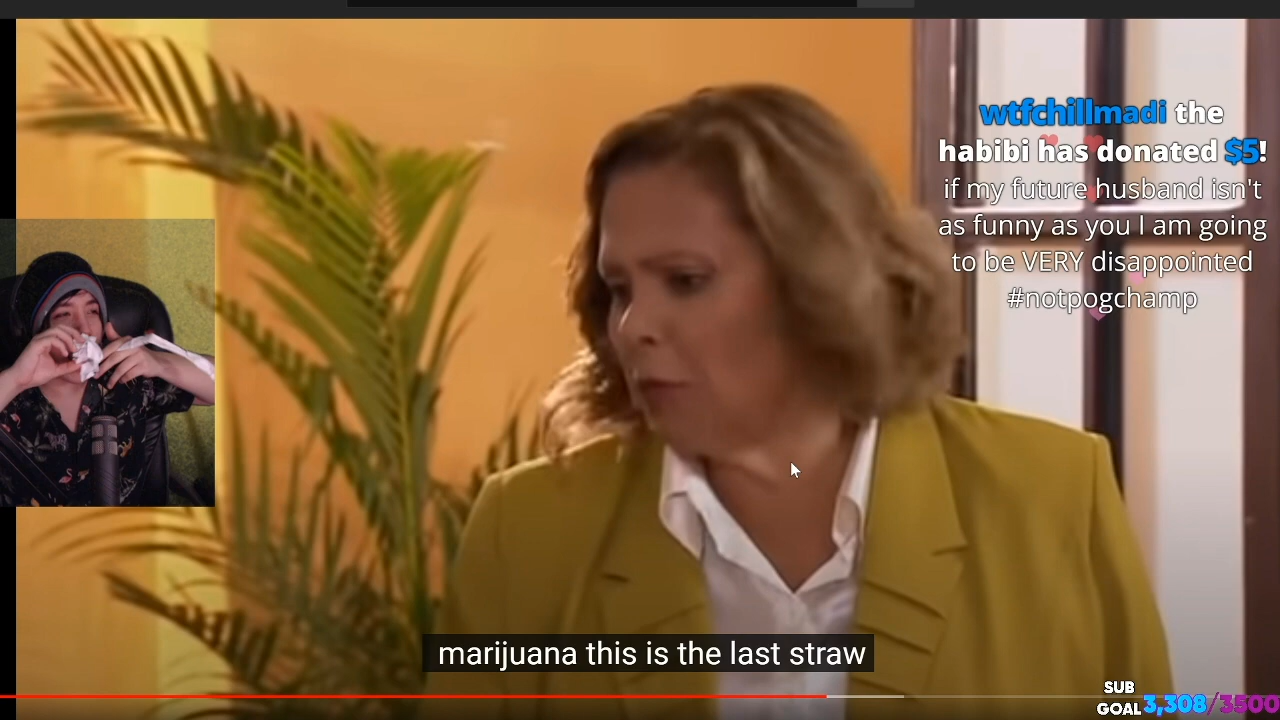 wtfchillmadi the
habibi has donated $5!
if my future husband isn't
as funny as you I am going
to be VERY disappointed
#notpogchamp
marijuana this is the last straw
SUB
GOAL 3,308/3500